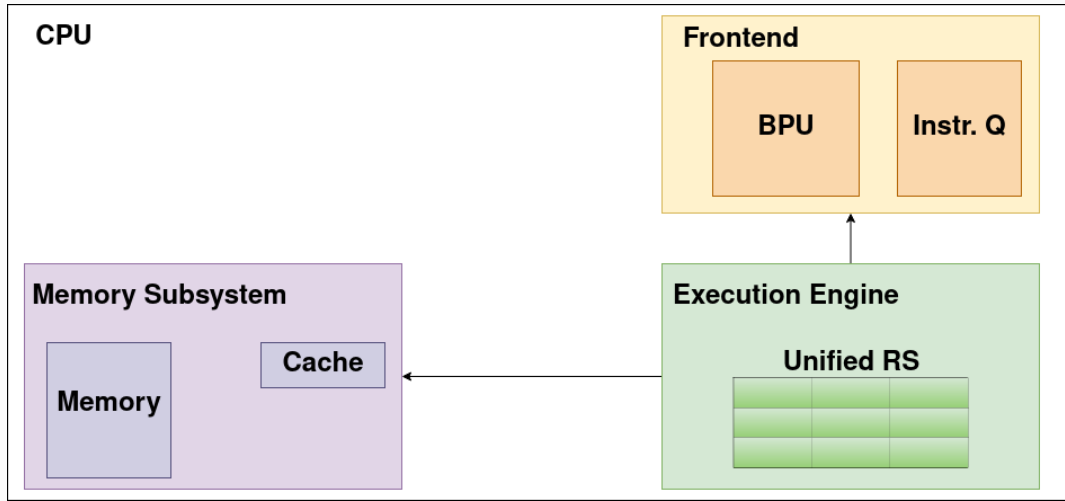 CPU
Frontend
BPU
Instr. Q
Memory Subsystem
Cache
Memory
Execution Engine
Unified RS